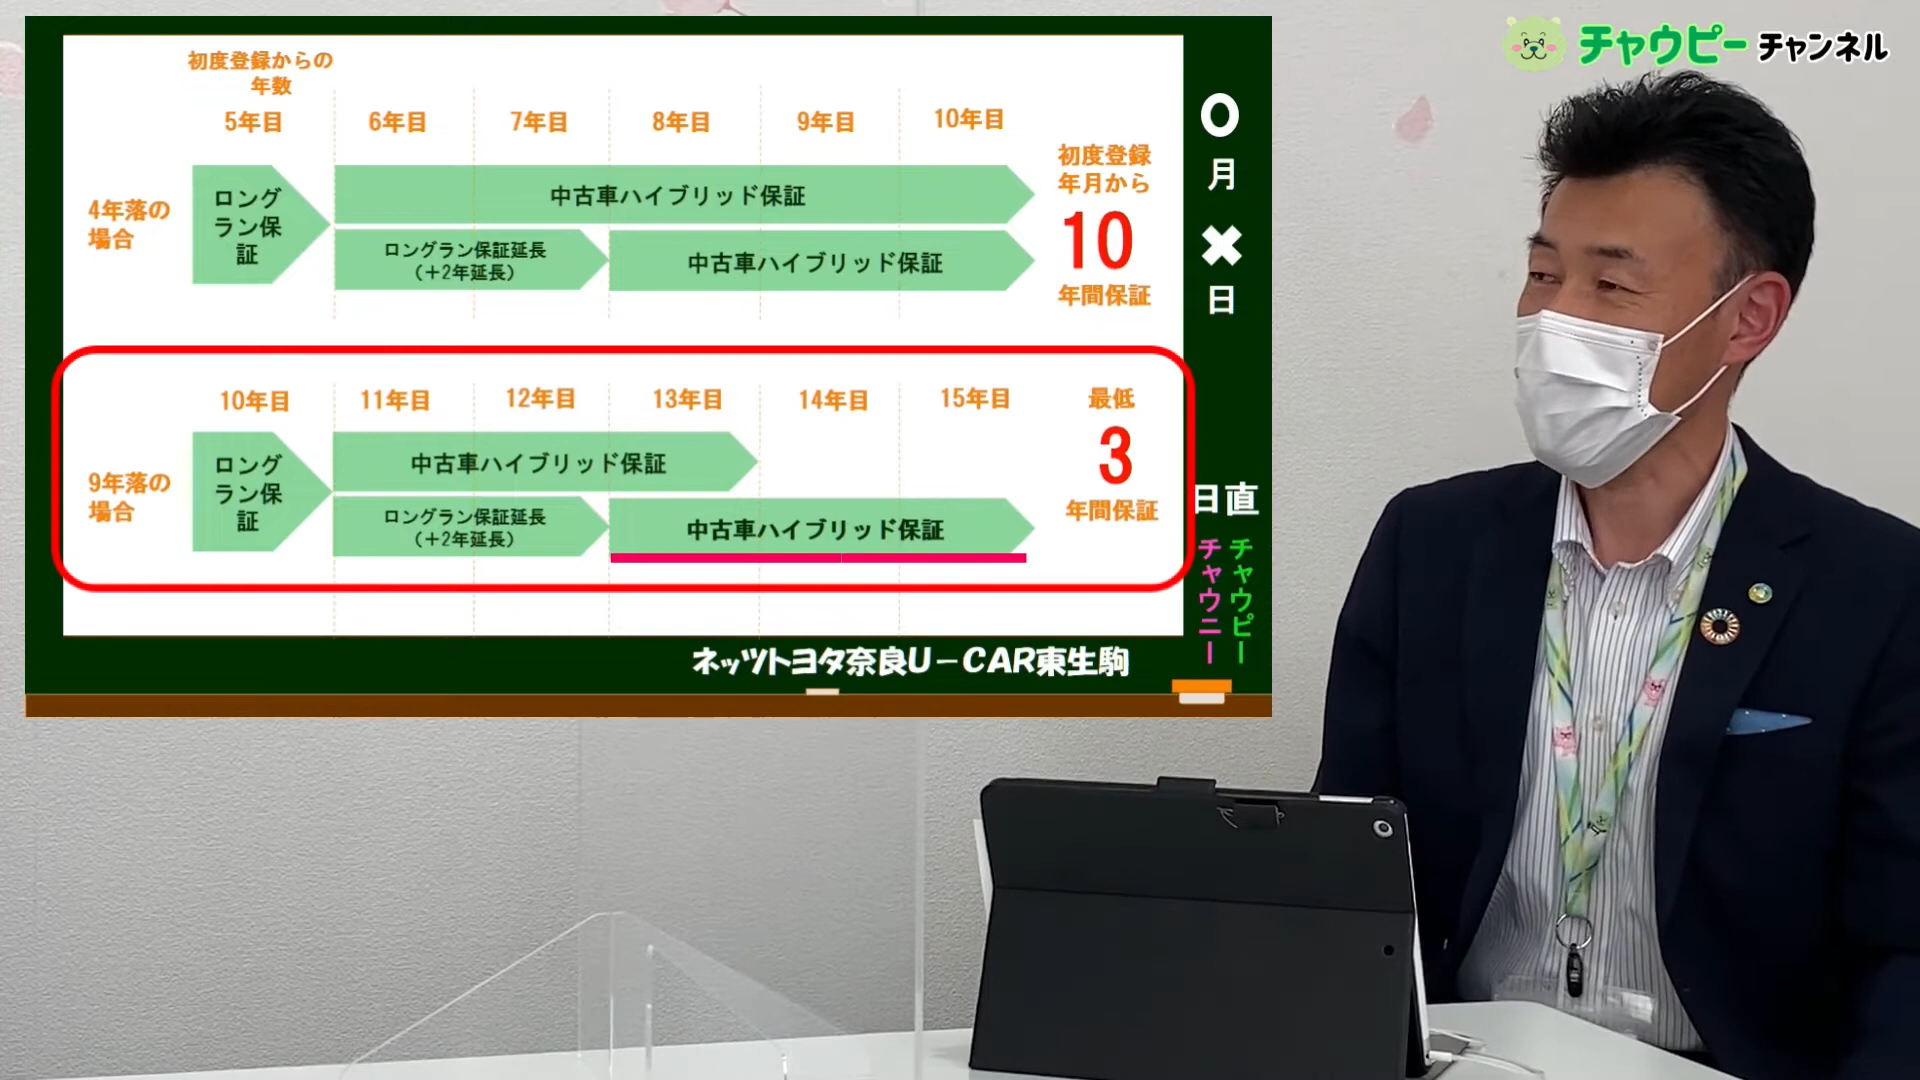 チャウピーチャンネル
初度登録からの
年数
5年目 6年目 7年目 8年目 9年目 10年目
4年落の
場合
ロング
ラン保
証
中古車ハイブリッド保証
ロングラン保証延長
(+2年延長)
中古車ハイブリッド保証
初度登録
年月から
10
年間保証
10年目 11年目 12年目 13年目 14年目 15年目
9年落の
場合
ロング
ラン保
証
中古車ハイブリッド保証
ロングラン保証延長
(+2年延長)
中古車ハイブリッド保証
最低
3
年間保証
〇
月
✖
日
日直
チャウピー
チャウニー
ネッツトヨタ奈良U-CAR東生駒